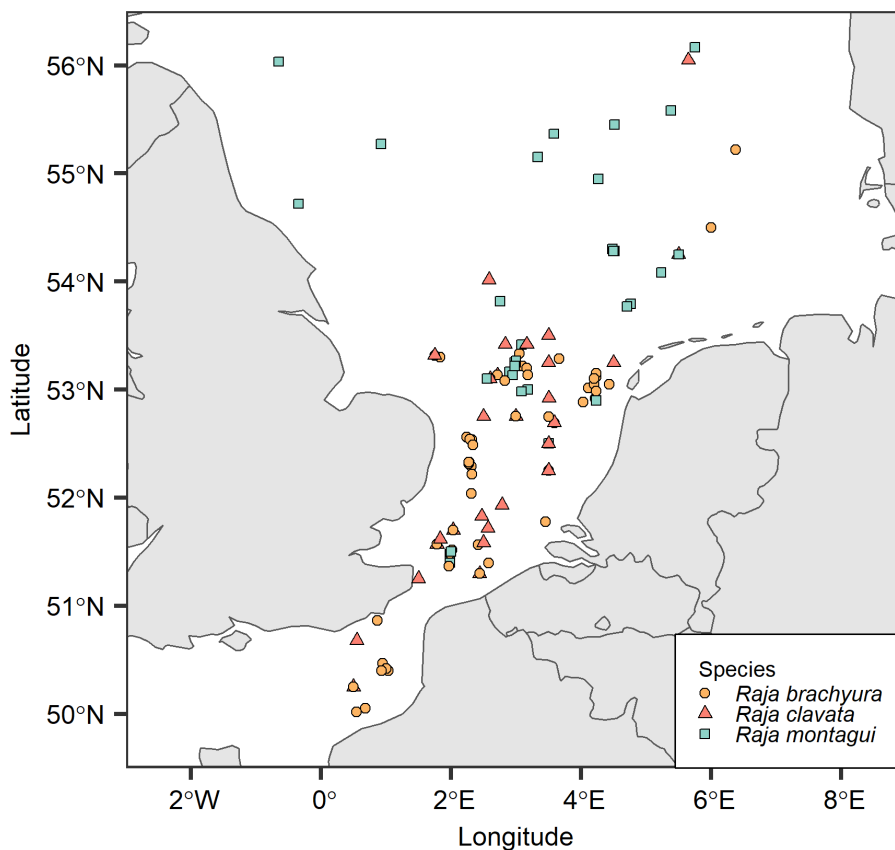 56°N
55°N
54°N
53°N
52°N
51°N
50°N
Latitude
Species
Raja brachyura
Raja clavata
Raja montagui
2°W
0°
2°E
4°E
6°E
8°E
Longitude